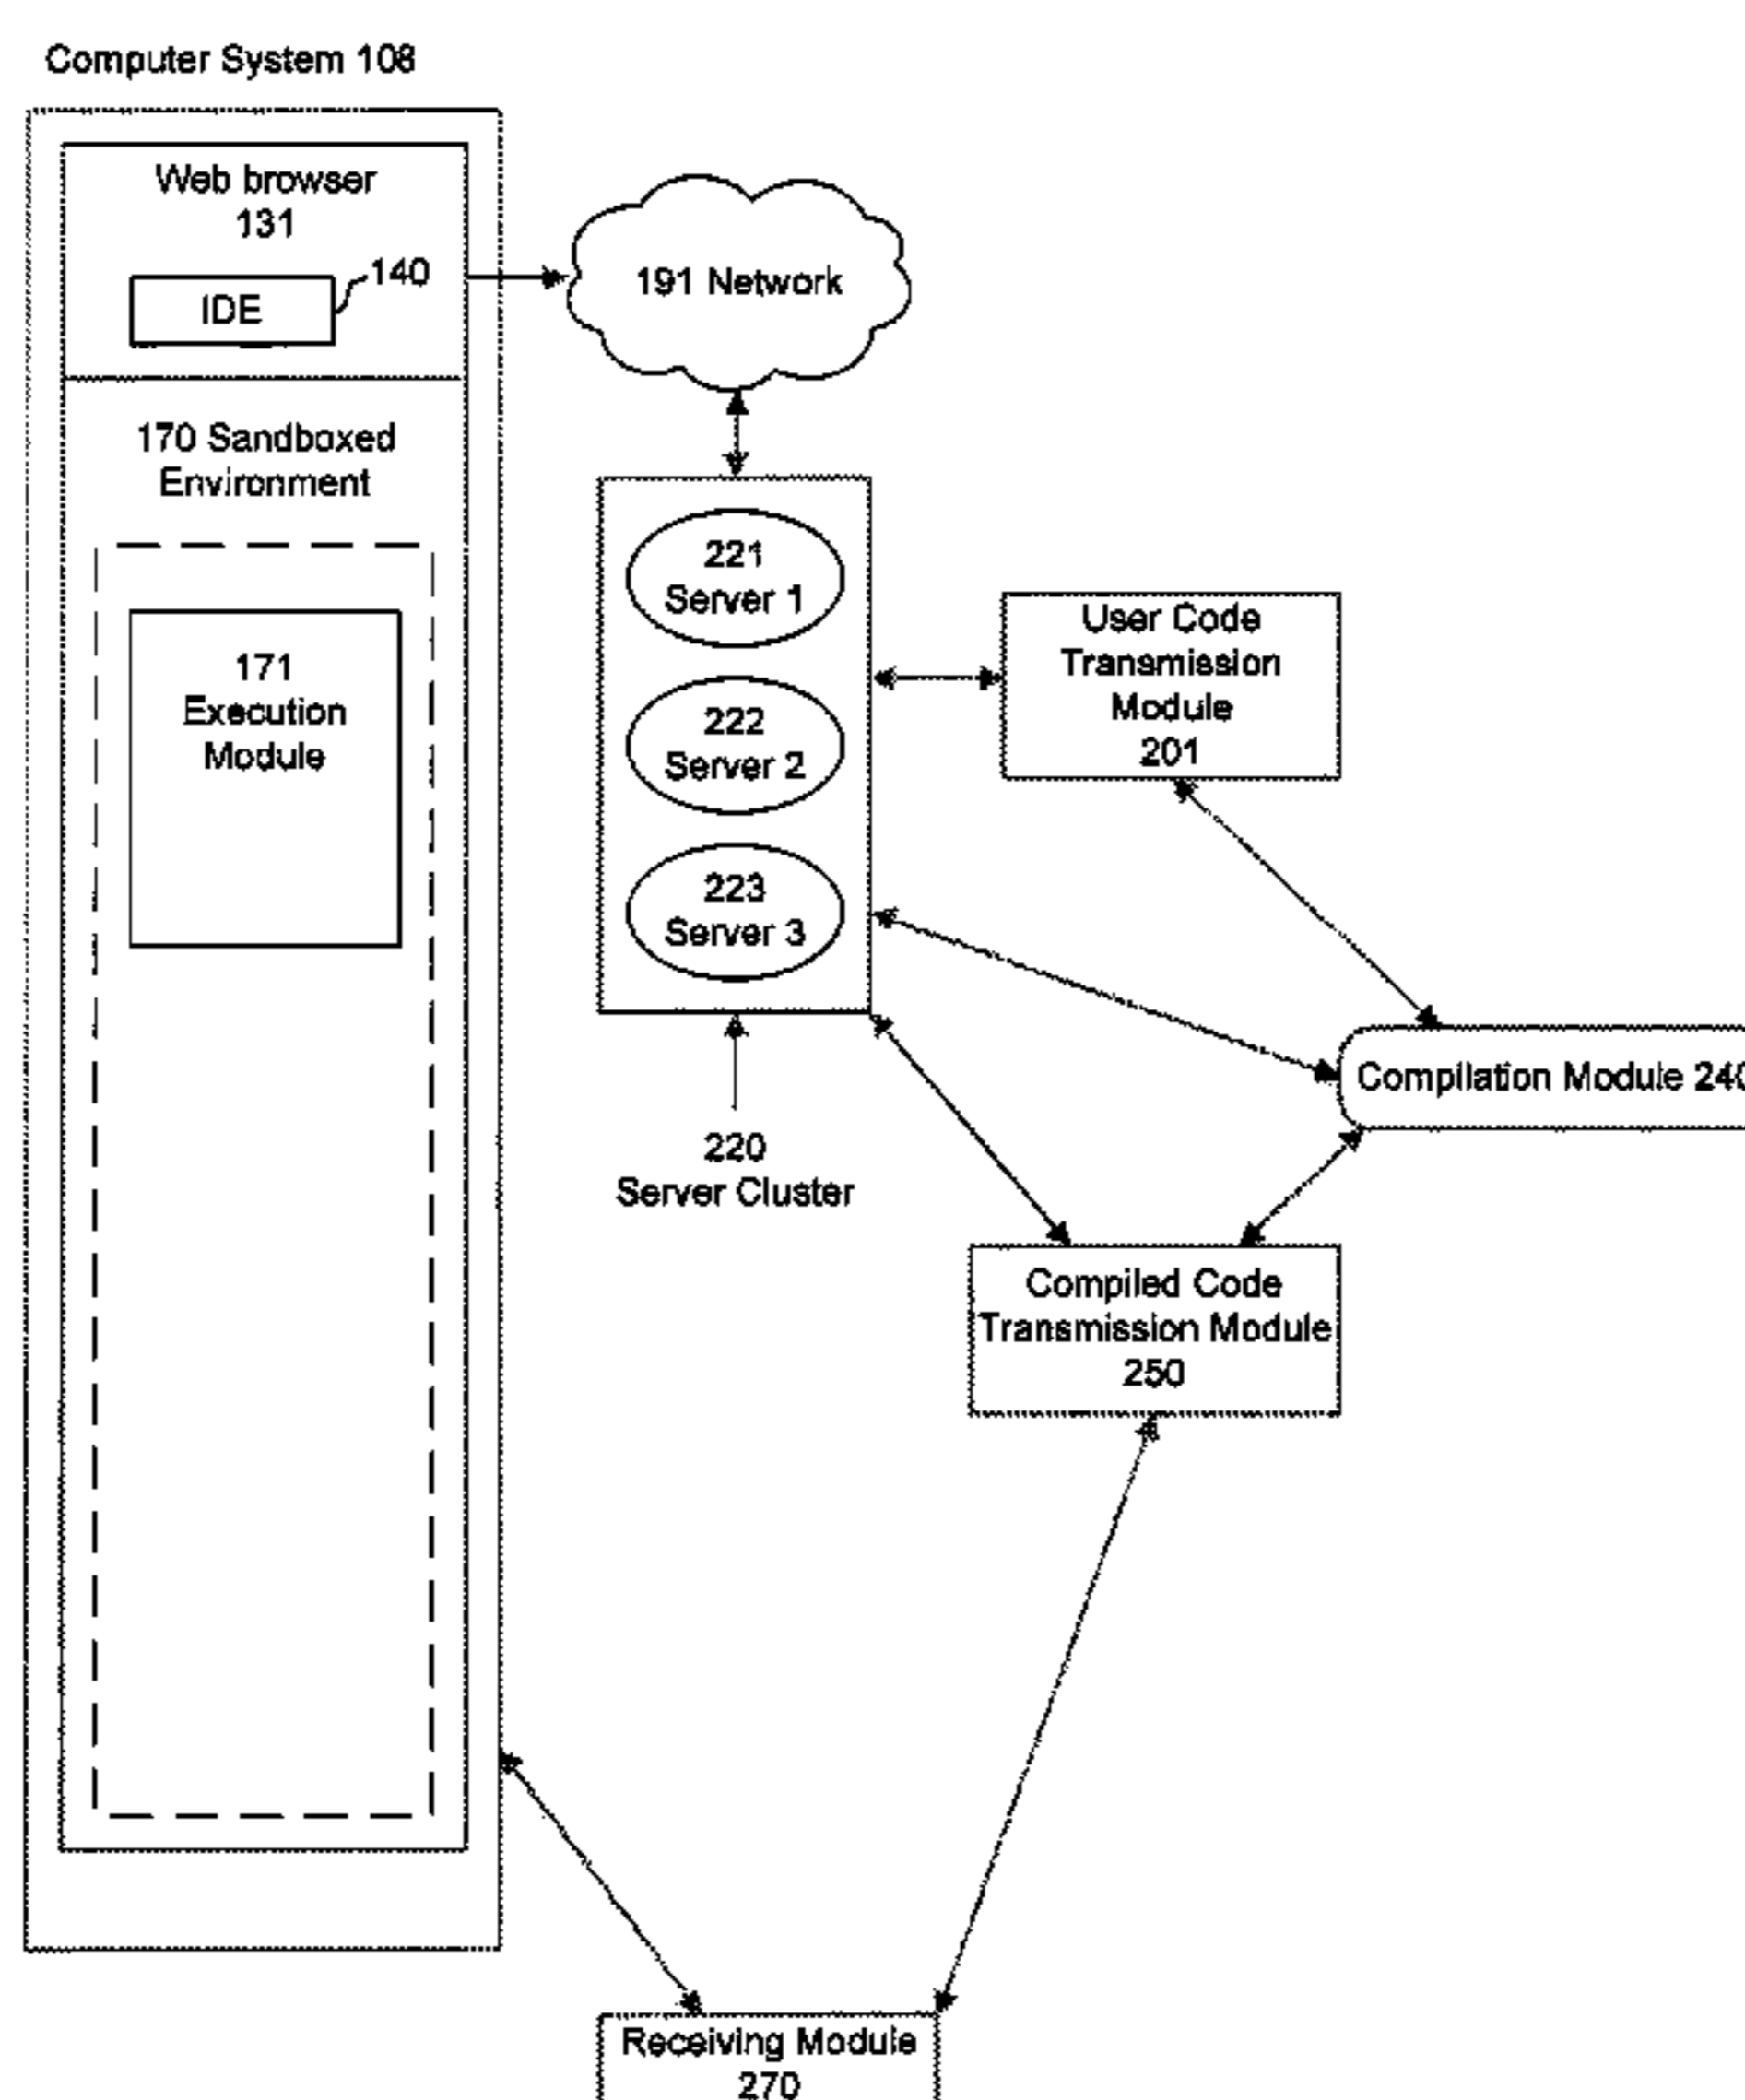 Computer System 108
Web browser
131
140
IDE
191 Network
170 Sandboxed
Environment
171
Execution
Module
221
Server 1
222
Server 2
223
Server 3
User Code
Transmission
Module
201
Compilation Module 240
220
Server Cluster
Compiled Code
Transmission Module
250
Receiving Module
270